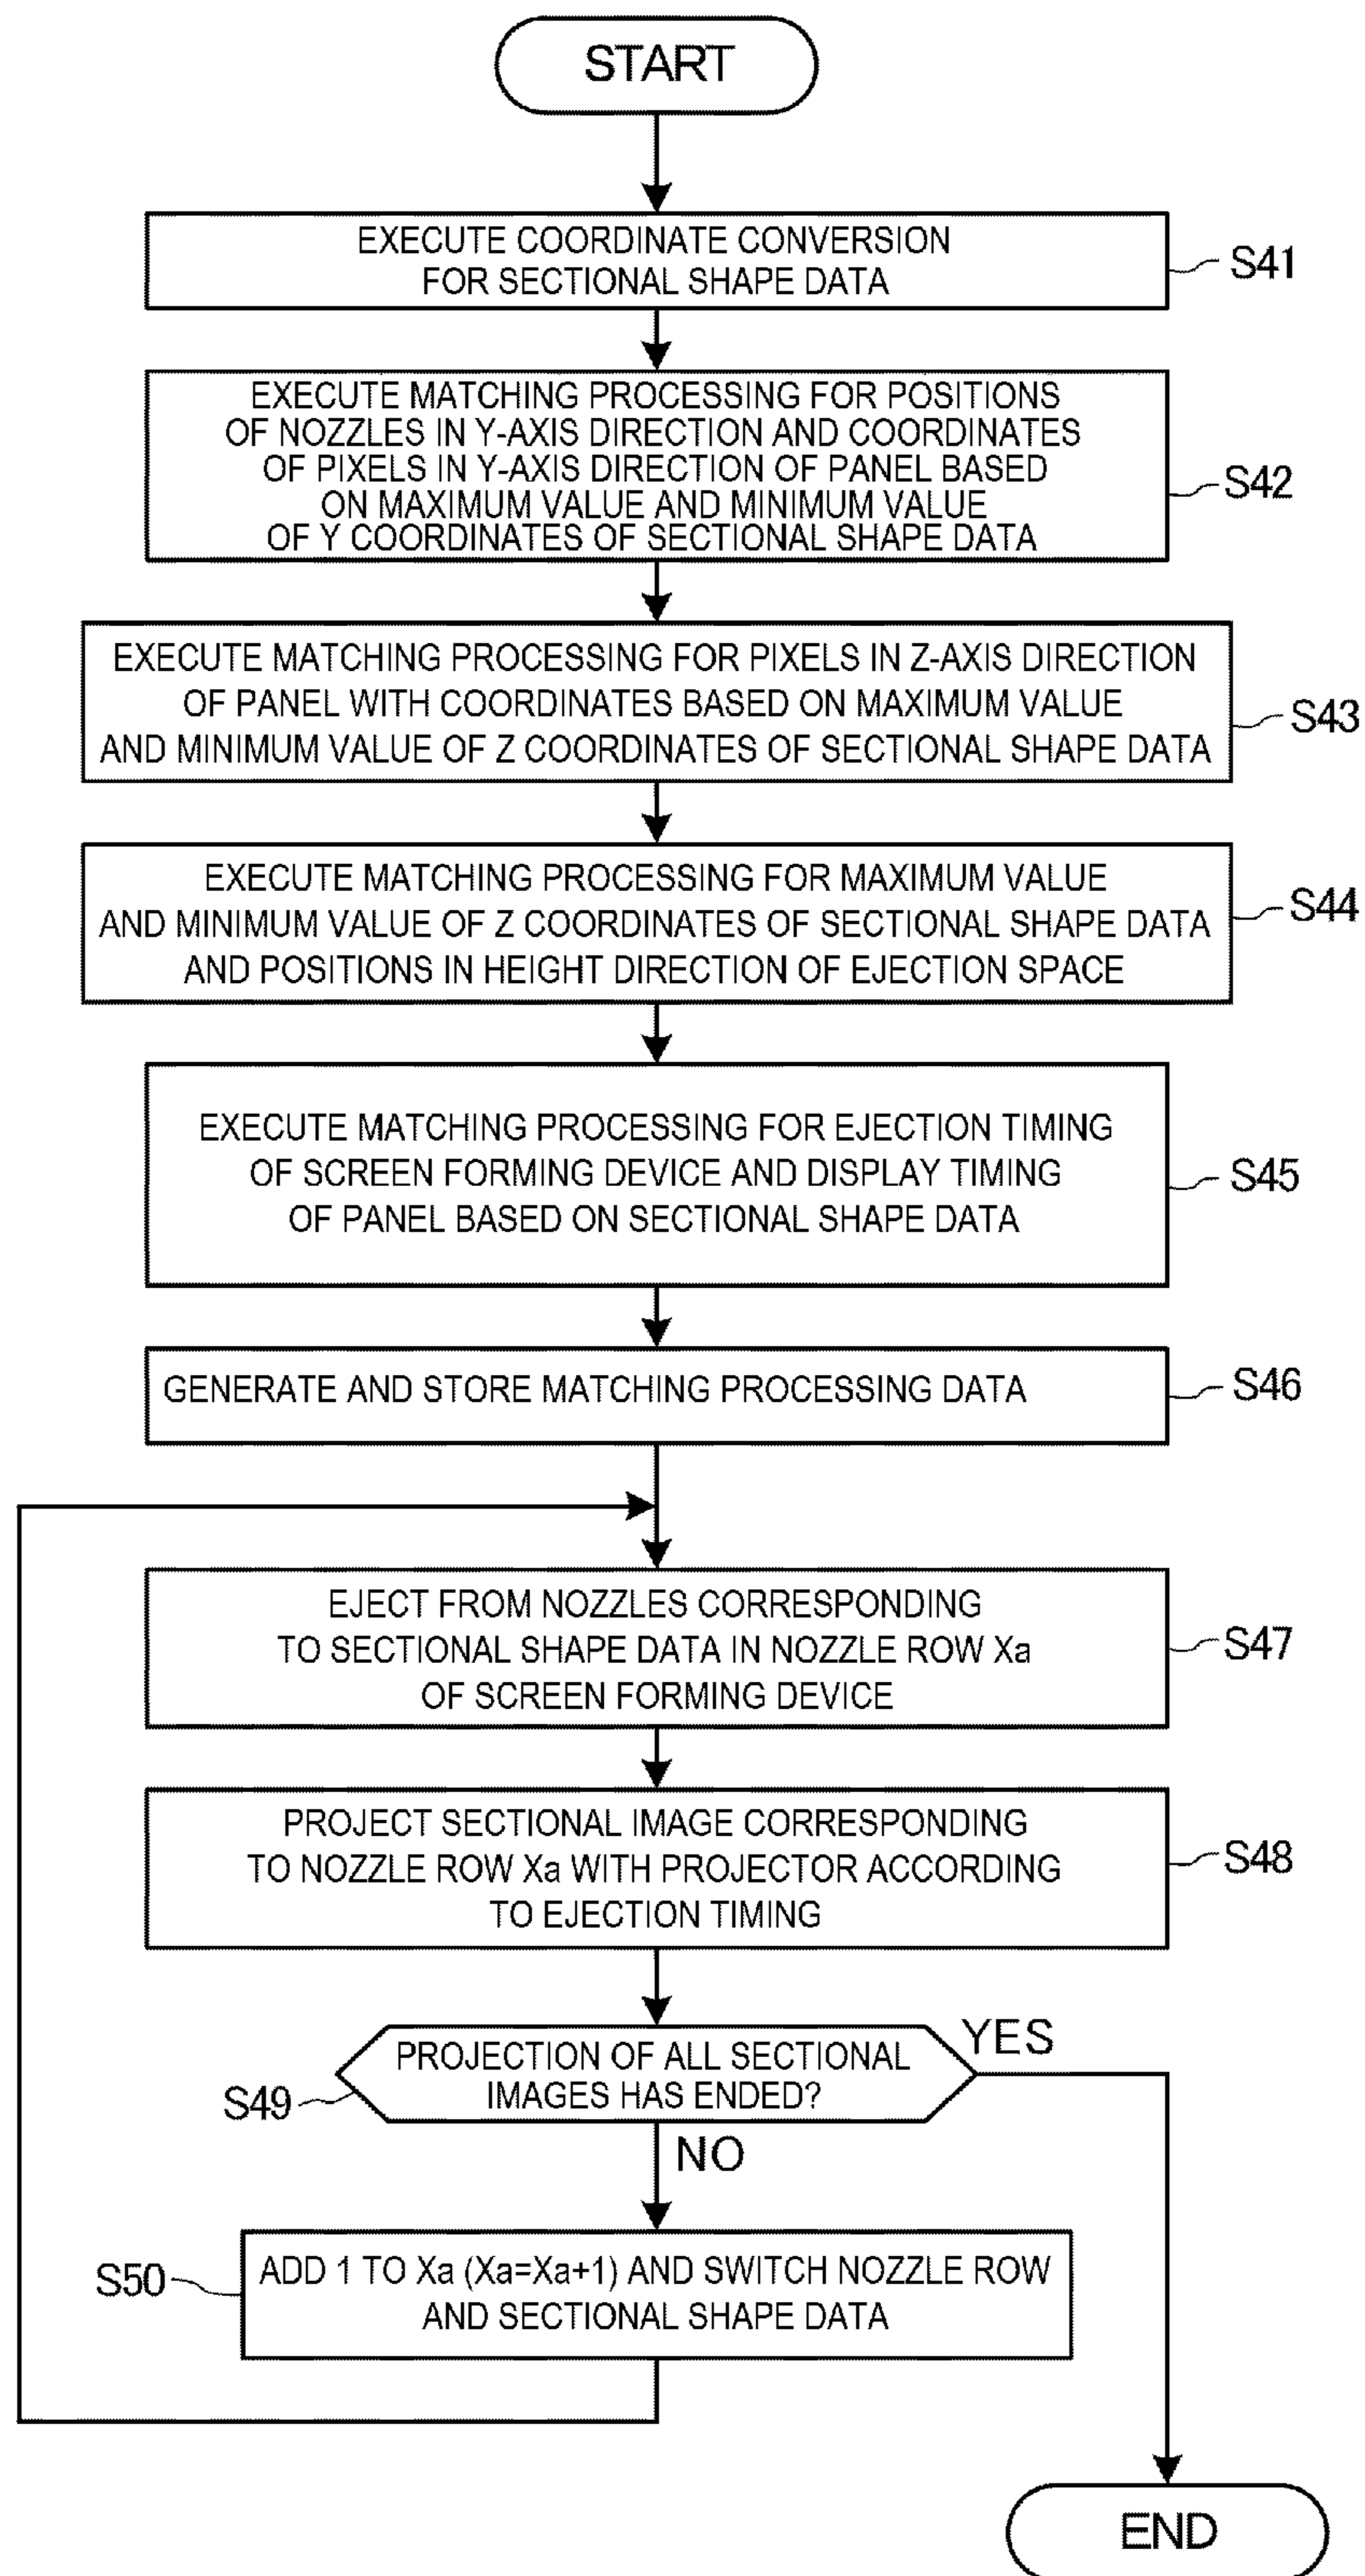 START
EXECUTE COORDINATE CONVERSION
FOR SECTIONAL SHAPE DATA
S41
EXECUTE MATCHING PROCESSING FOR POSITIONS
OF NOZZLES IN Y-AXIS DIRECTION AND COORDINATES
OF PIXELS IN Y-AXIS DIRECTION OF PANEL BASED
ON MAXIMUM VALUE AND MINIMUM VALUE
OF Y COORDINATES OF SECTIONAL SHAPE DATA
S42
EXECUTE MATCHING PROCESSING FOR PIXELS IN Z-AXIS DIRECTION
OF PANEL WITH COORDINATES BASED ON MAXIMUM VALUE
AND MINIMUM VALUE OF Z COORDINATES OF SECTIONAL SHAPE DATA
S43
EXECUTE MATCHING PROCESSING FOR MAXIMUM VALUE
AND MINIMUM VALUE OF Z COORDINATES OF SECTIONAL SHAPE DATA
AND POSITIONS IN HEIGHT DIRECTION OF EJECTION SPACE
S44
EXECUTE MATCHING PROCESSING FOR EJECTION TIMING
OF SCREEN FORMING DEVICE AND DISPLAY TIMING
OF PANEL BASED ON SECTIONAL SHAPE DATA
S45
GENERATE AND STORE MATCHING PROCESSING DATA
S46
EJECT FROM NOZZLES CORRESPONDING
TO SECTIONAL SHAPE DATA IN NOZZLE ROW Xa
OF SCREEN FORMING DEVICE
S47
PROJECT SECTIONAL IMAGE CORRESPONDING
TO NOZZLE ROW Xa WITH PROJECTOR ACCORDING
TO EJECTION TIMING
S48
PROJECTION OF ALL SECTIONAL
IMAGES HAS ENDED?
YES
S49
NO
ADD 1 TO Xa (Xa=Xa+1) AND SWITCH NOZZLE ROW
AND SECTIONAL SHAPE DATA
S50
END